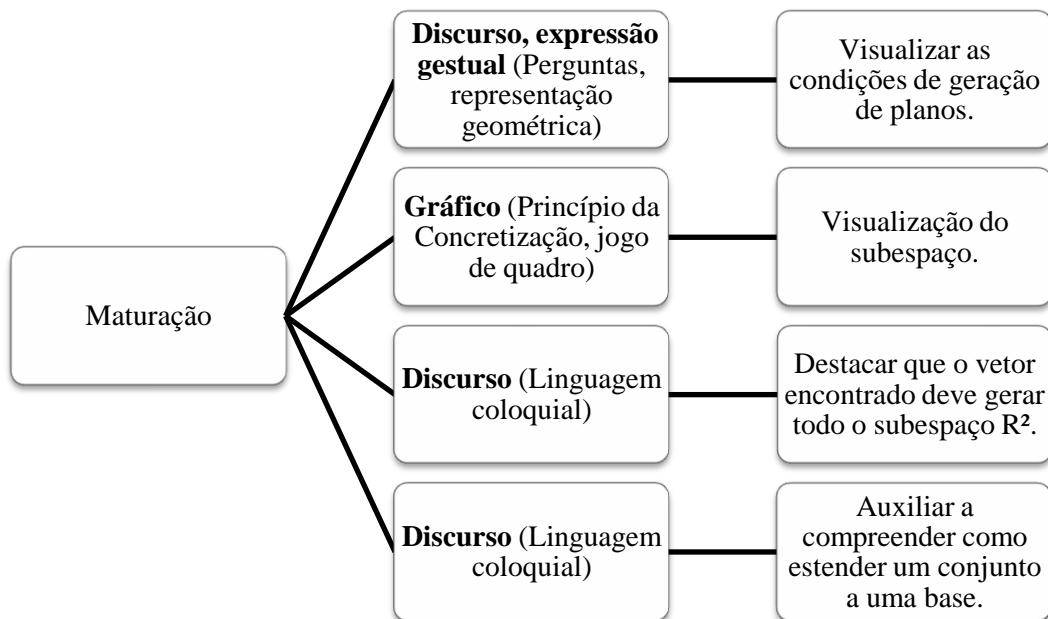 Discurso, expressão
gestual (Perguntas,
representação
geométrica)
Visualizar as
condições de geração
de planos.
Gráfico (Princípio da
Concretização, jogo
de quadro)
Visualização do
subespaço.
Maturação
Discurso (Linguagem
coloquial)
Destacar que o vetor
encontrado deve gerar
todo o subespaço R².
Discurso (Linguagem
coloquial)
Auxiliar a
compreender como
estender um conjunto
a uma base.